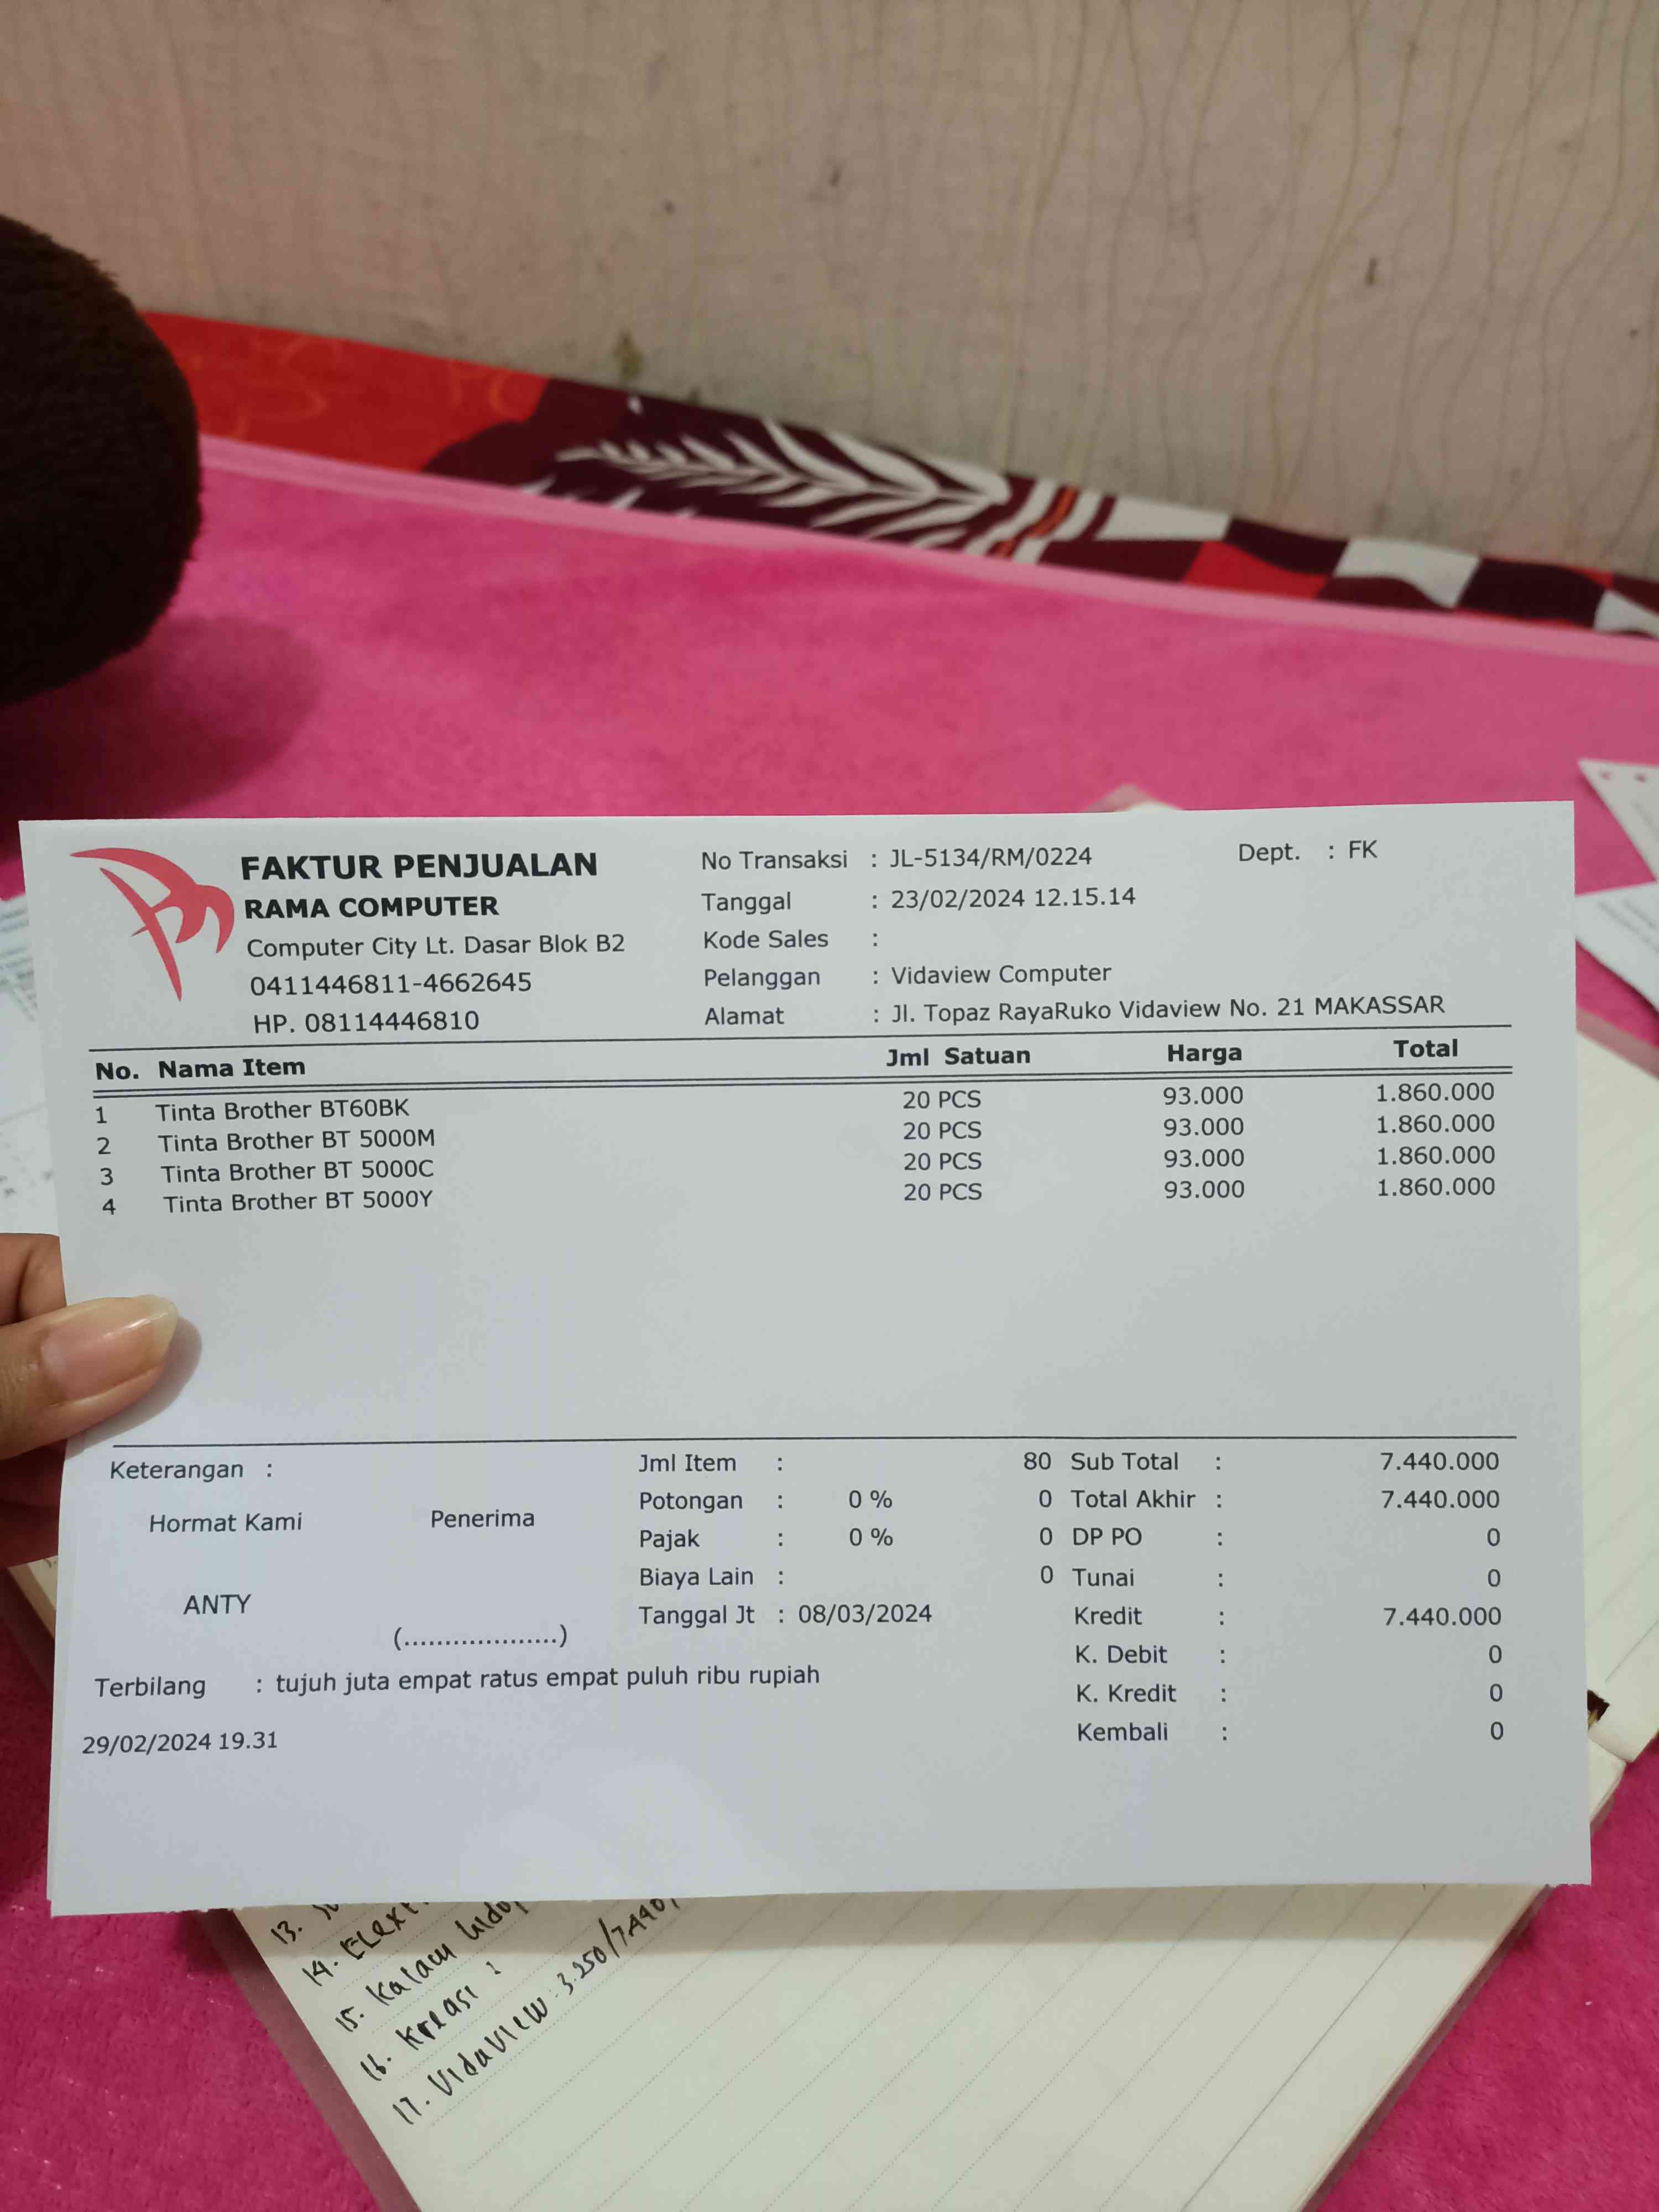 FAKTUR PENJUALAN
RAMA COMPUTER
Computer City Lt. Dasar Blok B2
0411446811-4662645
HP. 08114446810
No Transaksi : JL-5134/RM/0224
Dept. : FK
Tanggal : 23/02/2024 12.15.14
Kode Sales :
Pelanggan : Vidaview Computer
Alamat : Jl. Topaz RayaRuko Vidaview No. 21 MAKASSAR
No. Nama Item Jml Satuan Harga Total
1 Tinta Brother BT60BK 20 PCS 93.000 1.860.000
2 Tinta Brother BT 5000M 20 PCS 93.000 1.860.000
3 Tinta Brother BT 5000C 20 PCS 93.000 1.860.000
4 Tinta Brother BT 5000Y 20 PCS 93.000 1.860.000
Keterangan :
Hormat Kami Penerima
ANTY
(...................)
Jml Item : 80
Potongan : 0 % 0
Pajak : 0 % 0
Biaya Lain : 0
Tanggal Jt : 08/03/2024
Sub Total : 7.440.000
Total Akhir : 7.440.000
DP PO : 0
Tunai : 0
Kredit : 7.440.000
K. Debit : 0
K. Kredit : 0
Kembali : 0
Terbilang : tujuh juta empat ratus empat puluh ribu rupiah
29/02/2024 19.31
13.
14.
15. Kalam
16. Kreasi :
17. Vidaview : 3.250/7.440,